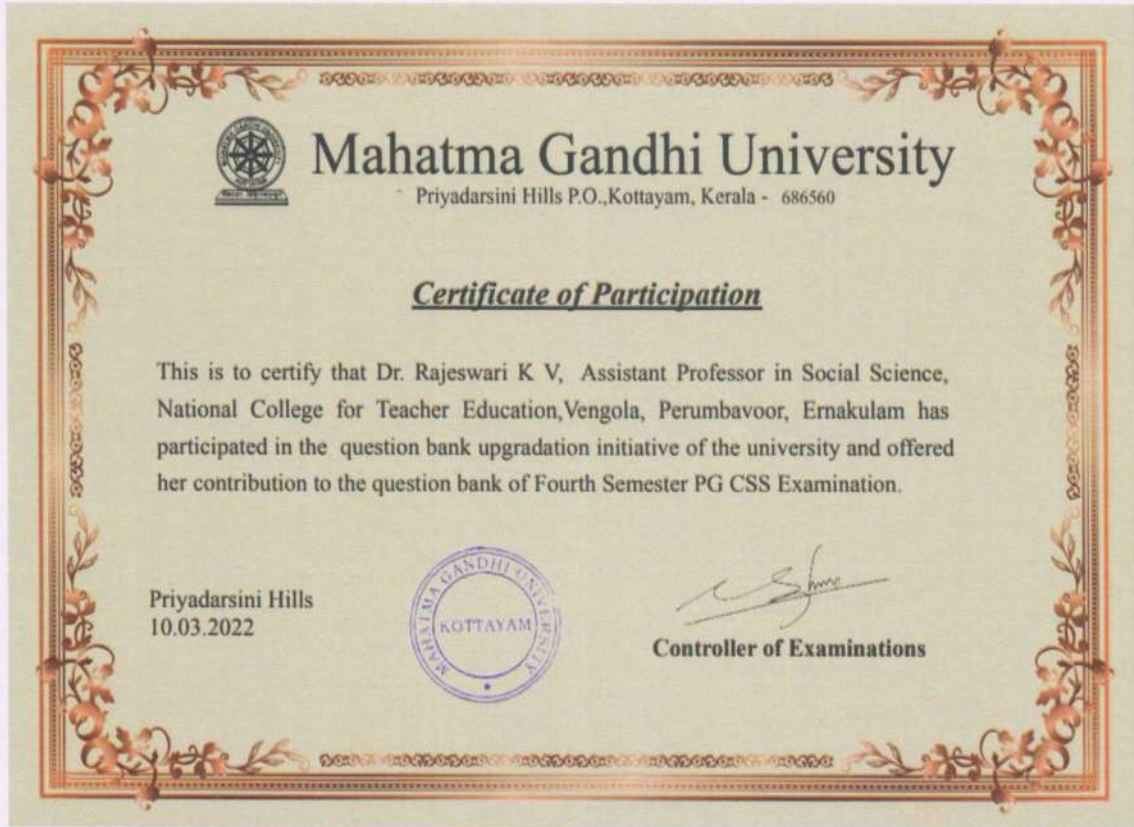 Mahatma Gandhi University
Priyadarsini Hills P.O.,Kottayam, Kerala - 686560
Certificate of Participation
This is to certify that Dr. Rajeswari K V, Assistant Professor in Social Science,
National College for Teacher Education,Vengola, Perumbavoor, Ernakulam has
participated in the question bank upgradation initiative of the university and offered
her contribution to the question bank of Fourth Semester PG CSS Examination.
Priyadarsini Hills
10.03.2022
MAHATMA GANDHI UNIVERSITY
KOTTAYAM
Controller of Examinations